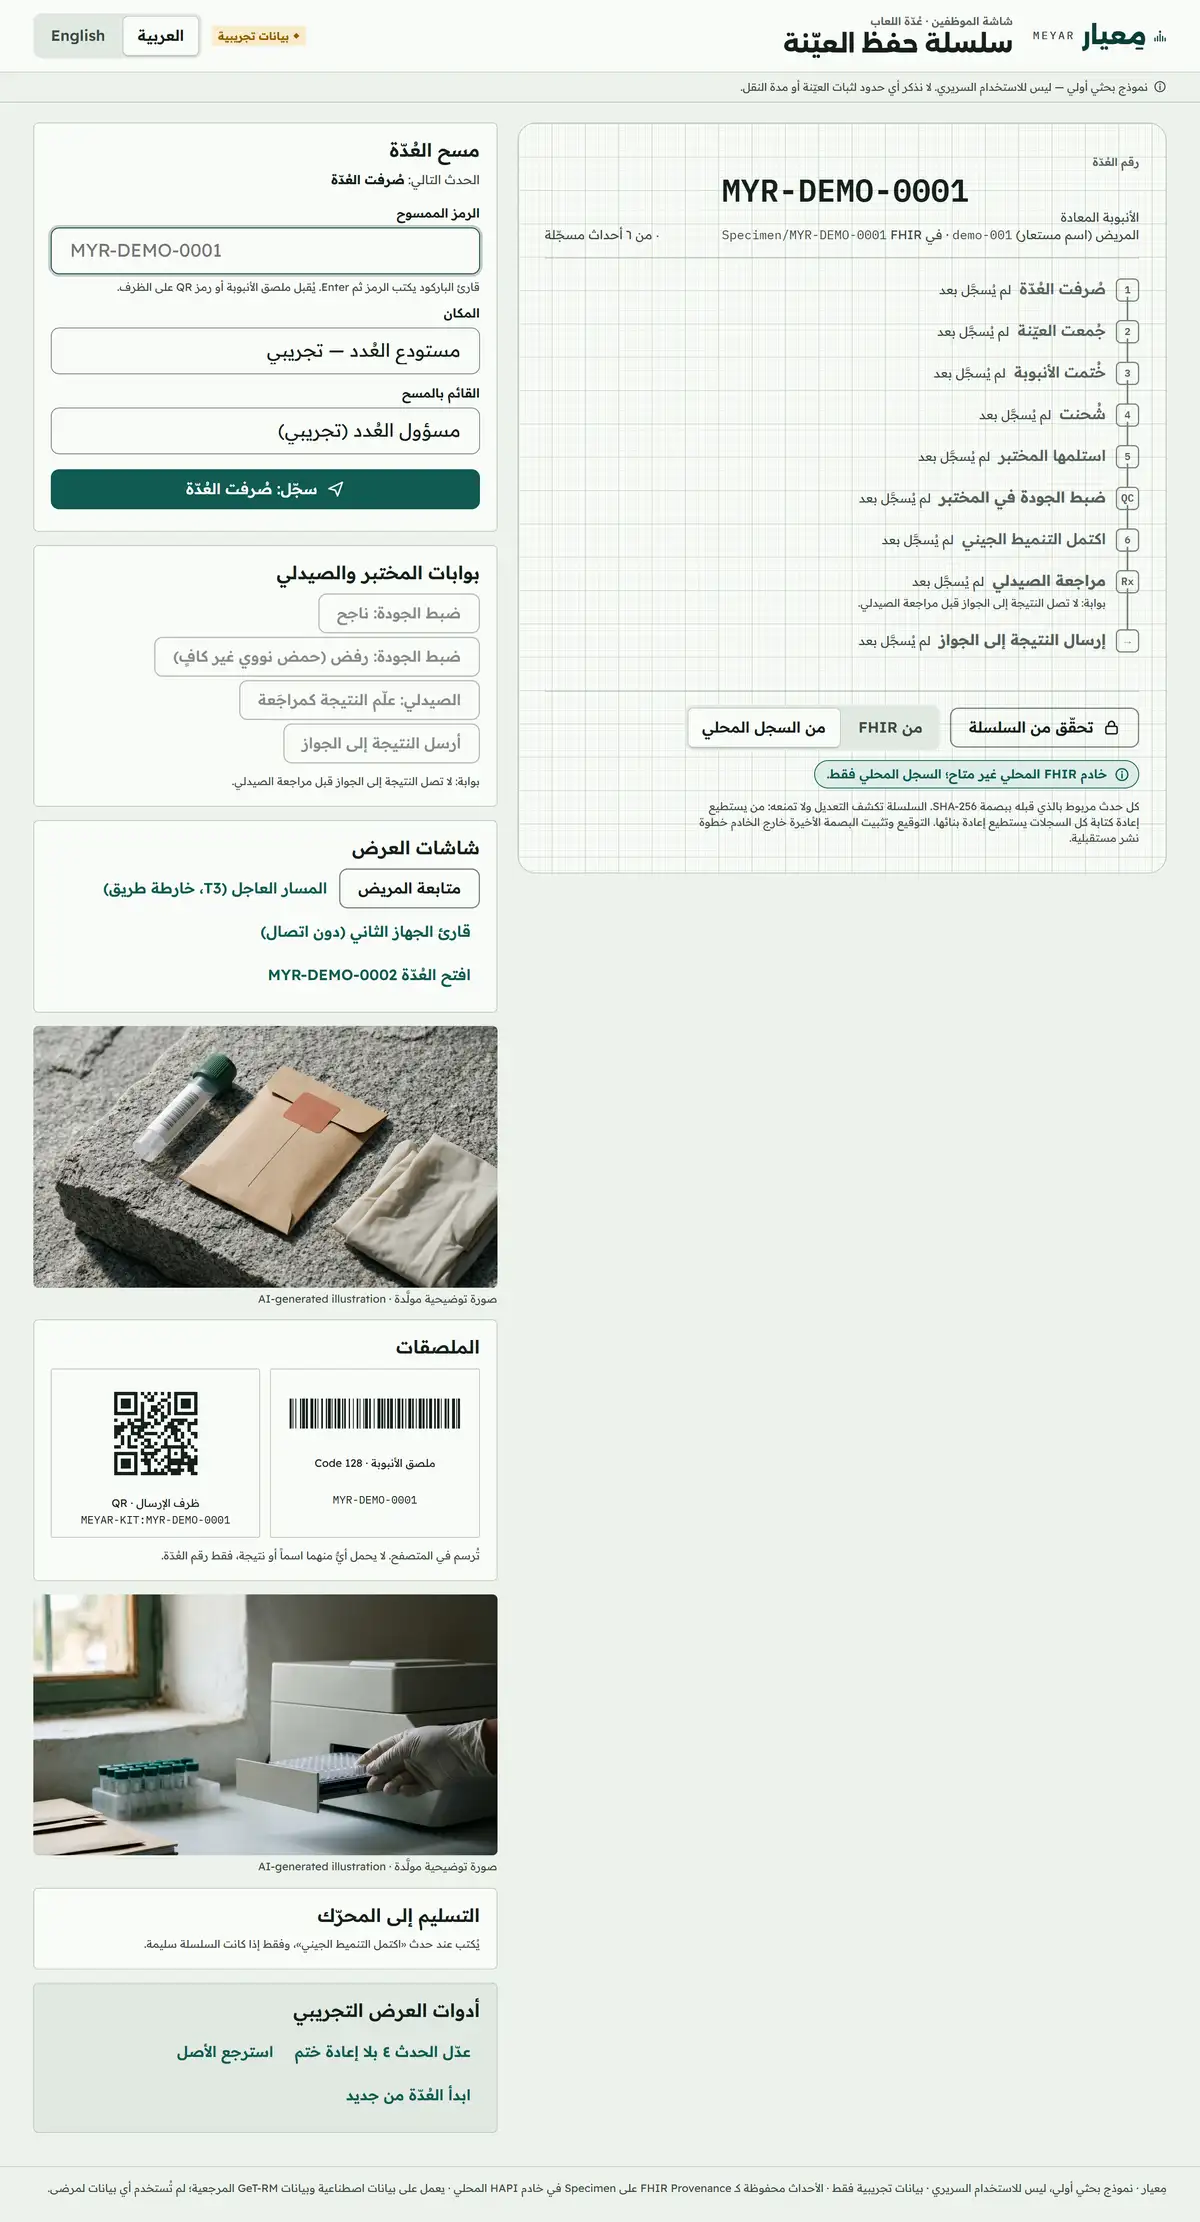 معيار MEYAR
شاشة الموظفين · عُدّة اللعاب
سلسلة حفظ العيّنة
بيانات تجريبية
العربية
English
نموذج بحثي أولي — ليس للاستخدام السريري. لا نذكر أي حدود لثبات العيّنة أو مدة النقل.
رقم العُدّة
MYR-DEMO-0001
الأنبوبة المعادة
المريض (اسم مستعار) demo-001 · في FHIR Specimen/MYR-DEMO-0001
· من ٦ أحداث مسجّلة
1 صُرفت العُدّة لم يُسجَّل بعد
2 جُمعت العيّنة لم يُسجَّل بعد
3 خُتمت الأنبوبة لم يُسجَّل بعد
4 شُحنت لم يُسجَّل بعد
5 استلمها المختبر لم يُسجَّل بعد
QC ضبط الجودة في المختبر لم يُسجَّل بعد
6 اكتمل التنميط الجيني لم يُسجَّل بعد
Rx مراجعة الصيدلي لم يُسجَّل بعد
بوابة: لا تصل النتيجة إلى الجواز قبل مراجعة الصيدلي.
إرسال النتيجة إلى الجواز لم يُسجَّل بعد
تحقّق من السلسلة
من FHIR
من السجل المحلي
خادم FHIR المحلي غير متاح؛ السجل المحلي فقط.
كل حدث مربوط بالذي قبله ببصمة SHA-256. السلسلة تكشف التعديل ولا تمنعه: من يستطيع
إعادة كتابة كل السجلات يستطيع إعادة بنائها. التوقيع وتثبيت البصمة الأخيرة خارج الخادم خطوة
نشر مستقبلية.
مسح العُدّة
الحدث التالي: صُرفت العُدّة
الرمز الممسوح
MYR-DEMO-0001
قارئ الباركود يكتب الرمز ثم Enter. يُقبل ملصق الأنبوبة أو رمز QR على الظرف.
المكان
مستودع العُدد — تجريبي
القائم بالمسح
مسؤول العُدد (تجريبي)
سجّل: صُرفت العُدّة
بوابات المختبر والصيدلي
ضبط الجودة: ناجح
ضبط الجودة: رفض (حمض نووي غير كافٍ)
الصيدلي: علّم النتيجة كمراجَعة
أرسل النتيجة إلى الجواز
بوابة: لا تصل النتيجة إلى الجواز قبل مراجعة الصيدلي.
شاشات العرض
متابعة المريض
المسار العاجل (T3، خارطة طريق)
قارئ الجهاز الثاني (دون اتصال)
افتح العُدّة MYR-DEMO-0002
صورة توضيحية مولّدة · AI-generated illustration
الملصقات
ملصق الأنبوبة · Code 128
MYR-DEMO-0001
ظرف الإرسال · QR
MEYAR-KIT:MYR-DEMO-0001
تُرسم في المتصفح. لا يحمل أيٌّ منهما اسماً أو نتيجة، فقط رقم العُدّة.
صورة توضيحية مولّدة · AI-generated illustration
التسليم إلى المحرّك
يُكتب عند حدث «اكتمل التنميط الجيني»، وفقط إذا كانت السلسلة سليمة.
أدوات العرض التجريبي
عدّل الحدث ٤ بلا إعادة ختم
استرجع الأصل
ابدأ العُدّة من جديد
معيار · نموذج بحثي أولي، ليس للاستخدام السريري · بيانات تجريبية فقط · الأحداث محفوظة كـ FHIR Provenance على Specimen في خادم HAPI المحلي · يعمل على بيانات اصطناعية وبيانات GeT-RM المرجعية؛ لم تُستخدم أي بيانات لمرضى.